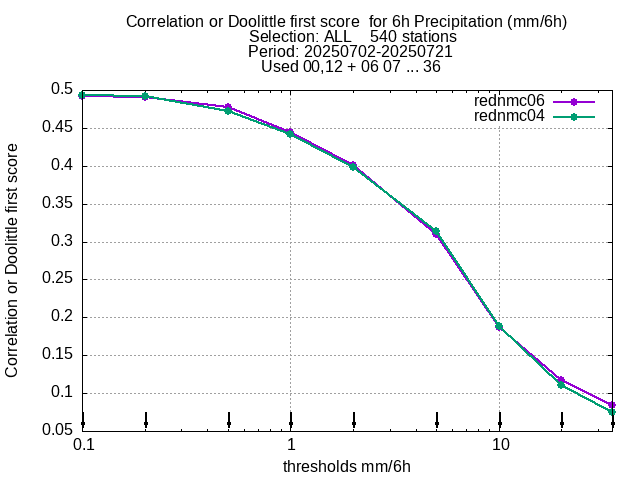 Correlation or Doolittle first score  for 6h Precipitation (mm/6h)
Selection: ALL    540 stations
Period: 20250702-20250721
Used 00,12 + 06 07 ... 36
rednmc06
rednmc04
Correlation or Doolittle first score
0.5
0.45
0.4
0.35
0.3
0.25
0.2
0.15
0.1
0.05
0.1 1 10
thresholds mm/6h